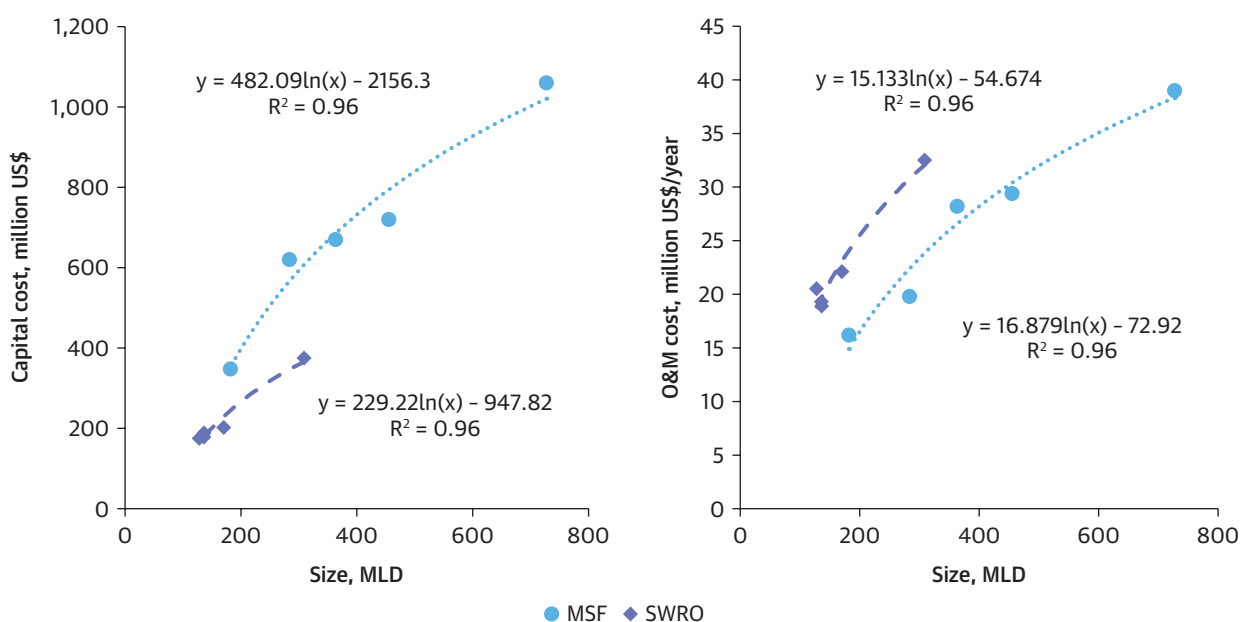 Capital cost, million US$
1,200
1,000
800
600
400
200
0
y = 482.09ln(x) – 2156.3
R² = 0.96
y = 229.22ln(x) – 947.82
R² = 0.96
0 200 400 600 800
Size, MLD
O&M cost, million US$/year
45
40
35
30
25
20
15
10
5
0
y = 15.133ln(x) – 54.674
R² = 0.96
y = 16.879ln(x) – 72.92
R² = 0.96
0 200 400 600 800
Size, MLD
MSF SWRO